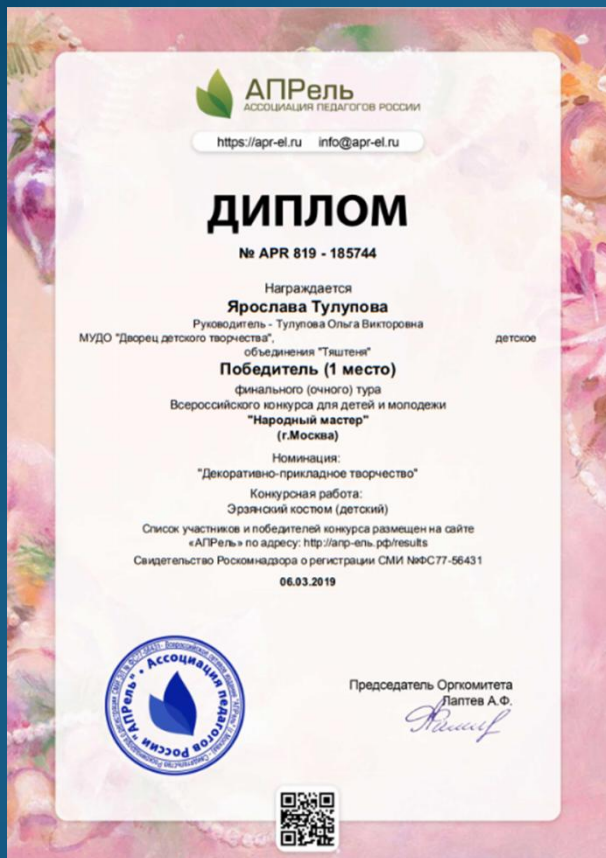 АПРель
АССОЦИАЦИЯ ПЕДАГОГОВ РОССИИ
https://apr-el.ru info@apr-el.ru
ДИПЛОМ
№ APR 819 - 185744
Награждается
Ярослава Тулупова
Руководитель - Тулупова Ольга Викторовна
МУДО "Дворец детского творчества", детское
объединения "Тяштеня"
Победитель (1 место)
финального (очного) тура
Всероссийского конкурса для детей и молодежи
"Народный мастер"
(г.Москва)
Номинация:
"Декоративно-прикладное творчество"
Конкурсная работа:
Эрзянский костюм (детский)
Список участников и победителей конкурса размещен на сайте
«АПРель» по адресу: http://апр-ель.рф/results
Свидетельство Роскомнадзора о регистрации СМИ №ФС77-56431
06.03.2019
Председатель Оргкомитета
Лаптев А.Ф.
Ассоциация педагогов России "АПРель"